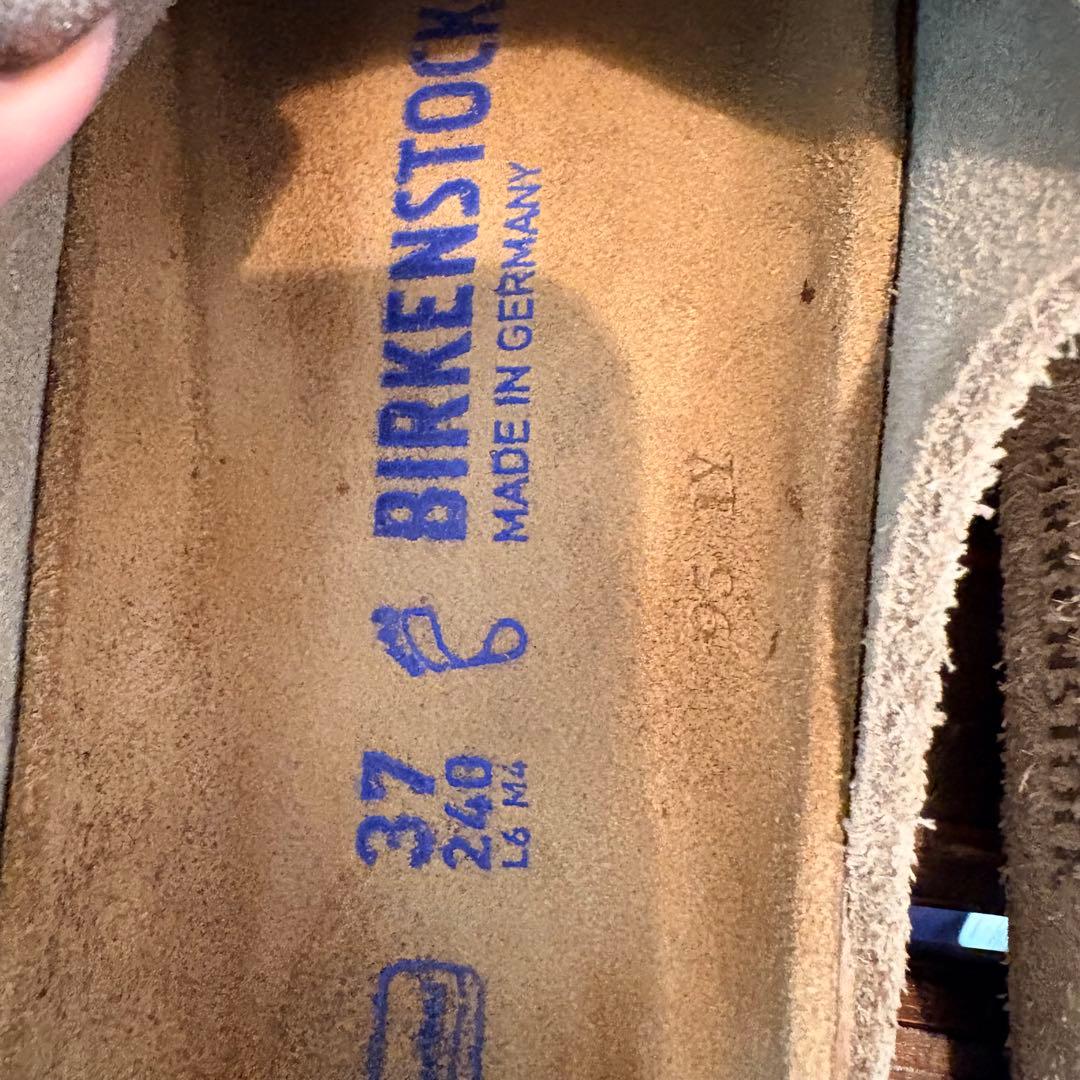 BIRKENSTOCK
MADE IN GERMANY
37
240
L6 M4